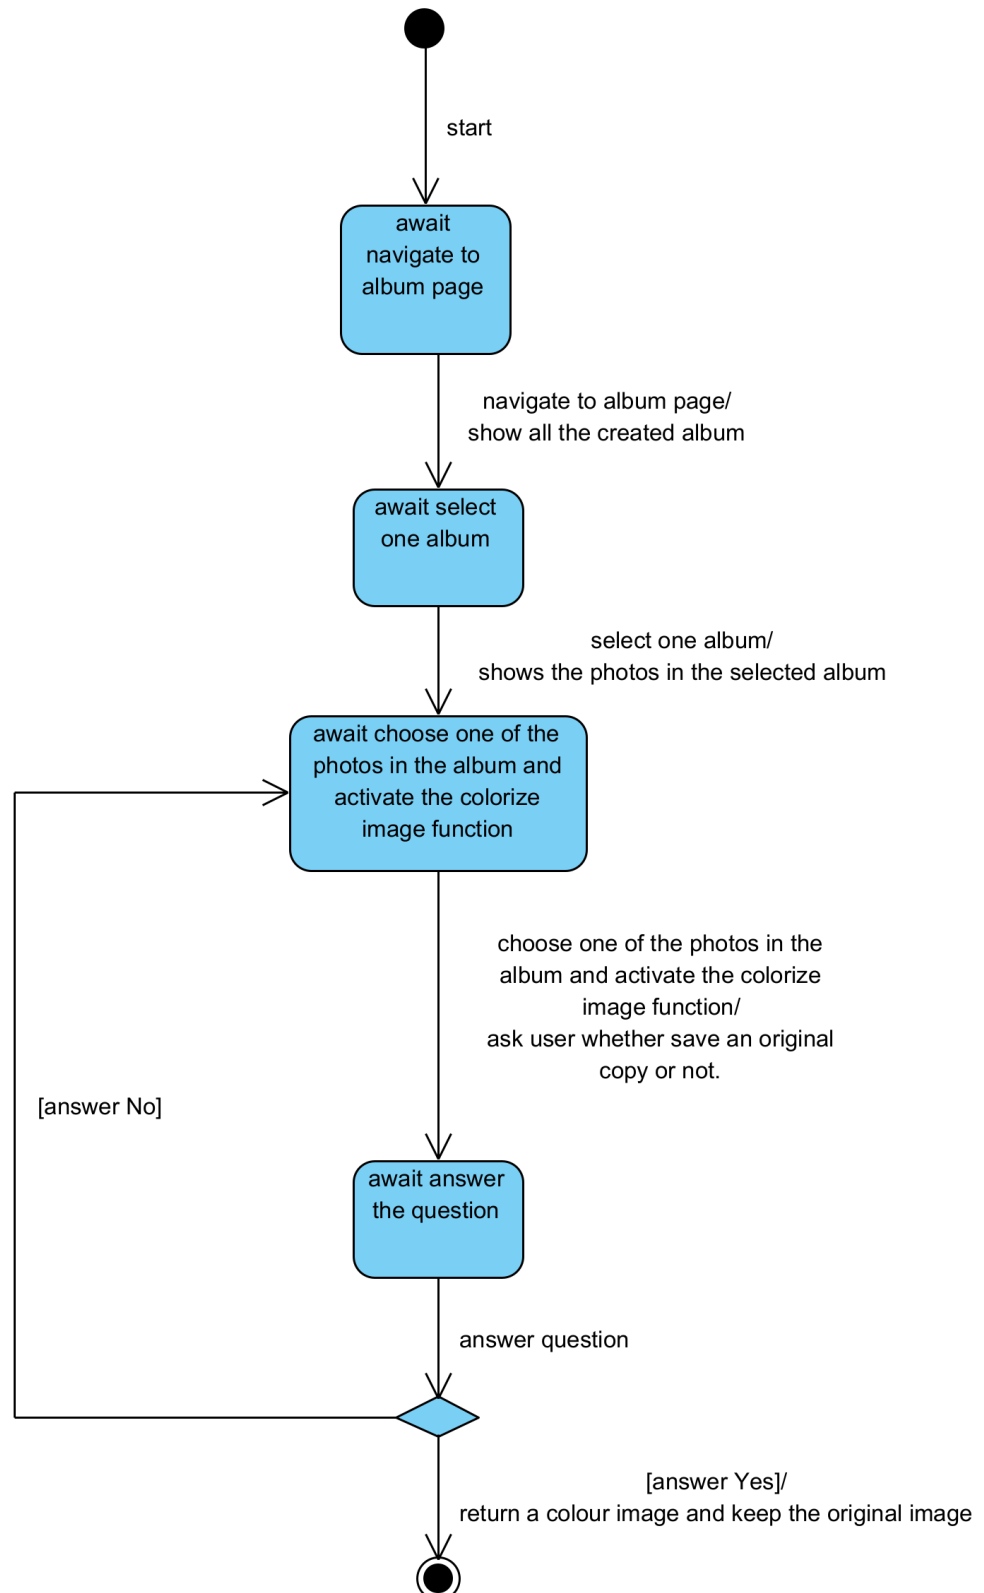 start
await
navigate to
album page
navigate to album page/
show all the created album
await select
one album
select one album/
shows the photos in the selected album
await choose one of the
photos in the album and
activate the colorize
image function
choose one of the photos in the
album and activate the colorize
image function/
ask user whether save an original
copy or not.
[answer No]
await answer
the question
answer question
[answer Yes]/
return a colour image and keep the original image